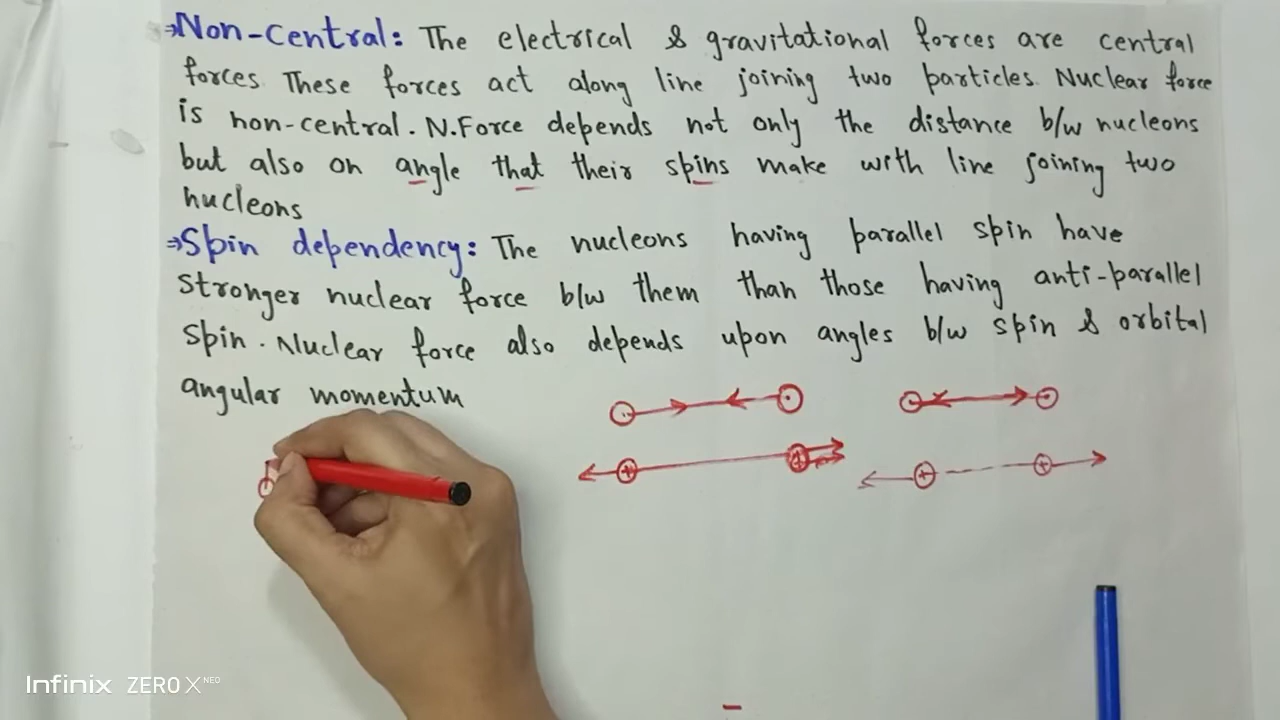 ⇒Non-Central: The electrical & gravitational forces are central
forces. These forces act along line joining two particles. Nuclear force
is non-central. N.Force depends not only the distance b/w nucleons
but also on angle that their spins make with line joining two
nucleons
⇒Spin dependency: The nucleons having parallel spin have
stronger nuclear force b/w them than those having anti-parallel
spin. Nuclear force also depends upon angles b/w spin & orbital
angular momentum
Infinix ZERO X NEO